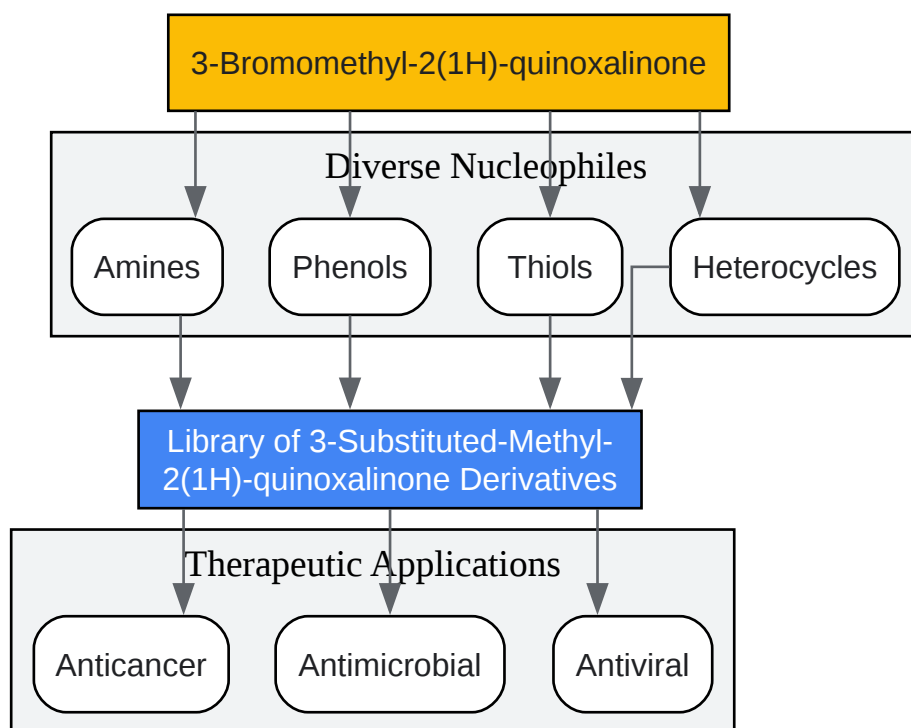 3-Bromomethyl-2(1H)-quinoxalinone
Diverse Nucleophiles
Amines
Phenols
Thiols
Heterocycles
Library of 3-Substituted-Methyl-
2(1H)-quinoxalinone Derivatives
Therapeutic Applications
Anticancer
Antimicrobial
Antiviral